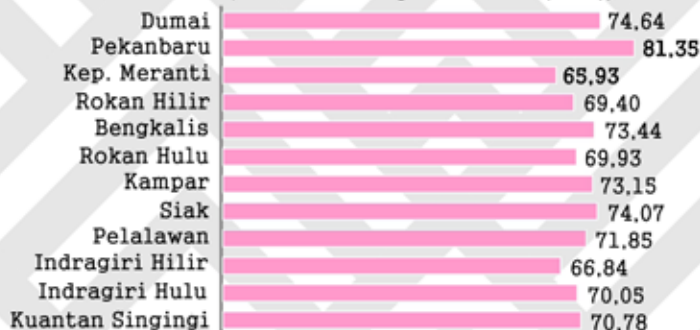 Dumai 74,64
Pekanbaru 81,35
Kep. Meranti 65,93
Rokan Hilir 69,40
Bengkalis 73,44
Rokan Hulu 69,93
Kampar 73,15
Siak 74,07
Pelalawan 71,85
Indragiri Hilir 66,84
Indragiri Hulu 70,05
Kuantan Singingi 70,78